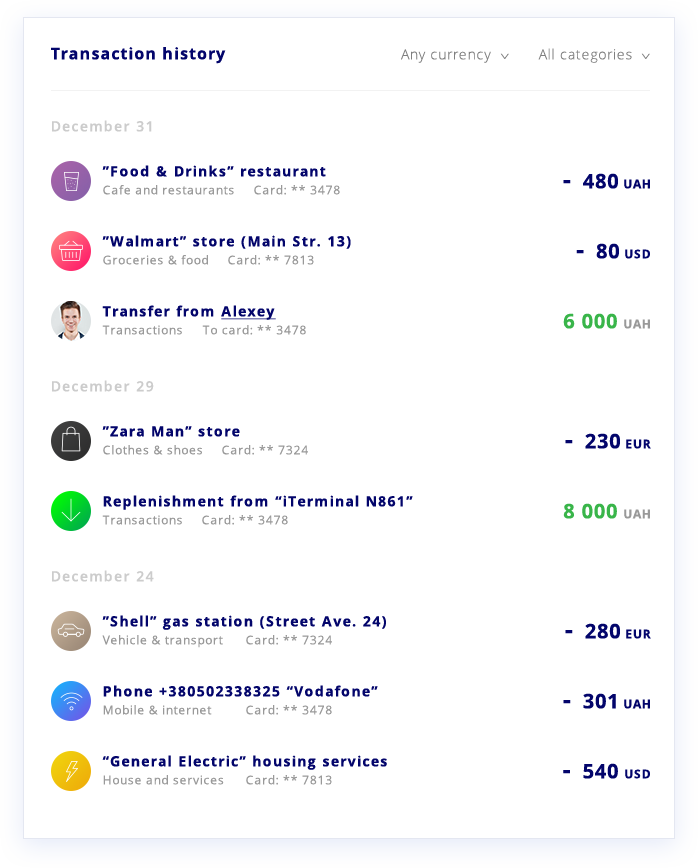 Transaction history Any currency All categories
December 31
”Food & Drinks” restaurant
Cafe and restaurants Card: ** 3478
- 480 UAH
”Walmart” store (Main Str. 13)
Groceries & food Card: ** 7813
- 80 USD
Transfer from Alexey
Transactions To card: ** 3478
6 000 UAH
December 29
”Zara Man” store
Clothes & shoes Card: ** 7324
- 230 EUR
Replenishment from “iTerminal N861”
Transactions Card: ** 3478
8 000 UAH
December 24
”Shell” gas station (Street Ave. 24)
Vehicle & transport Card: ** 7324
- 280 EUR
Phone +380502338325 “Vodafone”
Mobile & internet Card: ** 3478
- 301 UAH
“General Electric” housing services
House and services Card: ** 7813
- 540 USD